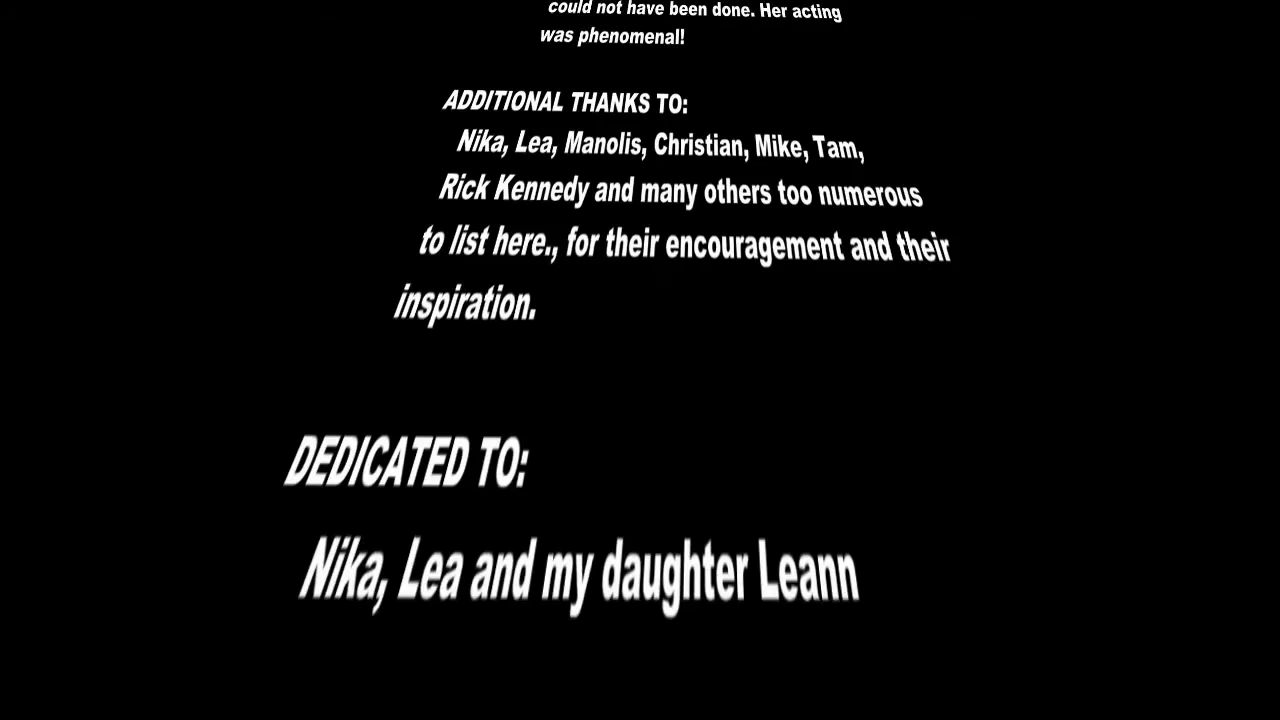 could not have been done. Her acting
was phenomenal!
ADDITIONAL THANKS TO:
Nika, Lea, Manolis, Christian, Mike, Tam,
Rick Kennedy and many others too numerous
to list here., for their encouragement and their
inspiration.
DEDICATED TO:
Nika, Lea and my daughter Leann